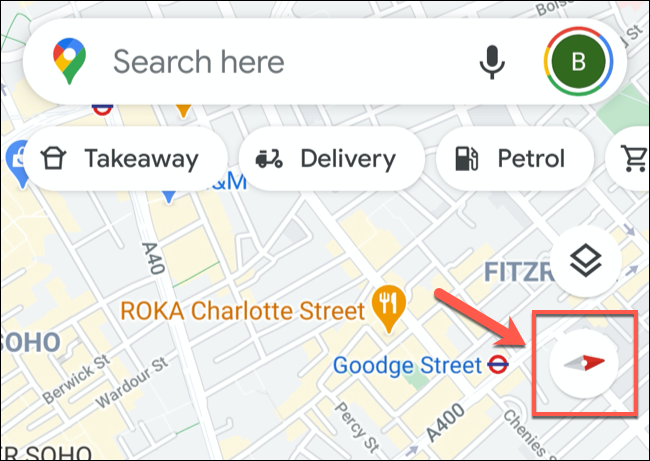 Search here
B
Takeaway
Delivery
Petrol
&M
A40
FITZR
ROKA Charlotte Street
SOHO
Goodge Street
Berwick St
Wardour St
Percy St
A400
Chenies
ER SOHO